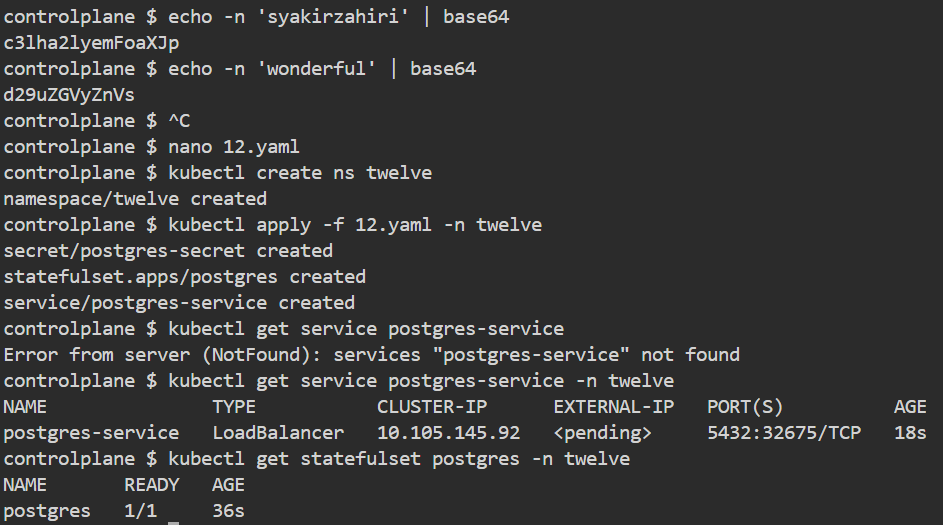 controlplane $ echo -n 'syakirzahiri' | base64
c3lha2lyemFoaXJp
controlplane $ echo -n 'wonderful' | base64
d29uZGVyZnVs
controlplane $ ^C
controlplane $ nano 12.yaml
controlplane $ kubectl create ns twelve
namespace/twelve created
controlplane $ kubectl apply -f 12.yaml -n twelve
secret/postgres-secret created
statefulset.apps/postgres created
service/postgres-service created
controlplane $ kubectl get service postgres-service
Error from server (NotFound): services "postgres-service" not found
controlplane $ kubectl get service postgres-service -n twelve
NAME TYPE CLUSTER-IP EXTERNAL-IP PORT(S) AGE
postgres-service LoadBalancer 10.105.145.92 <pending> 5432:32675/TCP 18s
controlplane $ kubectl get statefulset postgres -n twelve
NAME READY AGE
postgres 1/1 36s